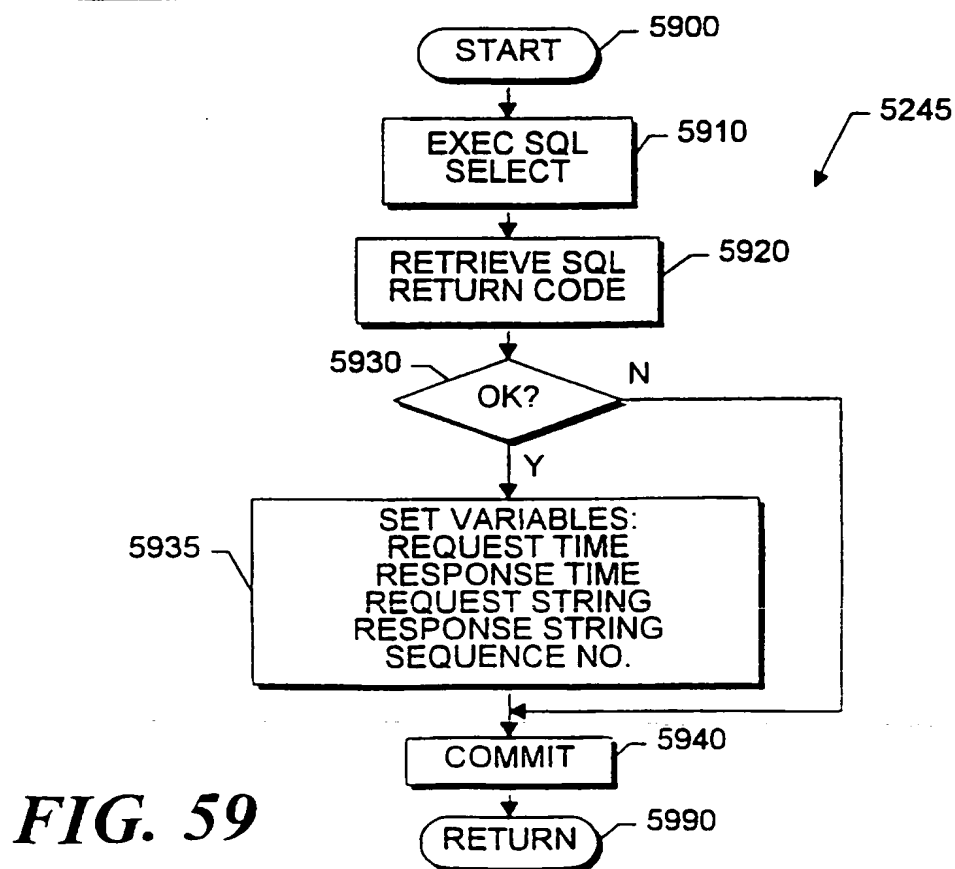 START
5900
5245
EXEC SQL
SELECT
5910
RETRIEVE SQL
RETURN CODE
5920
5930
OK?
N
Y
5935
SET VARIABLES:
REQUEST TIME
RESPONSE TIME
REQUEST STRING
RESPONSE STRING
SEQUENCE NO.
COMMIT
5940
FIG. 59
RETURN
5990